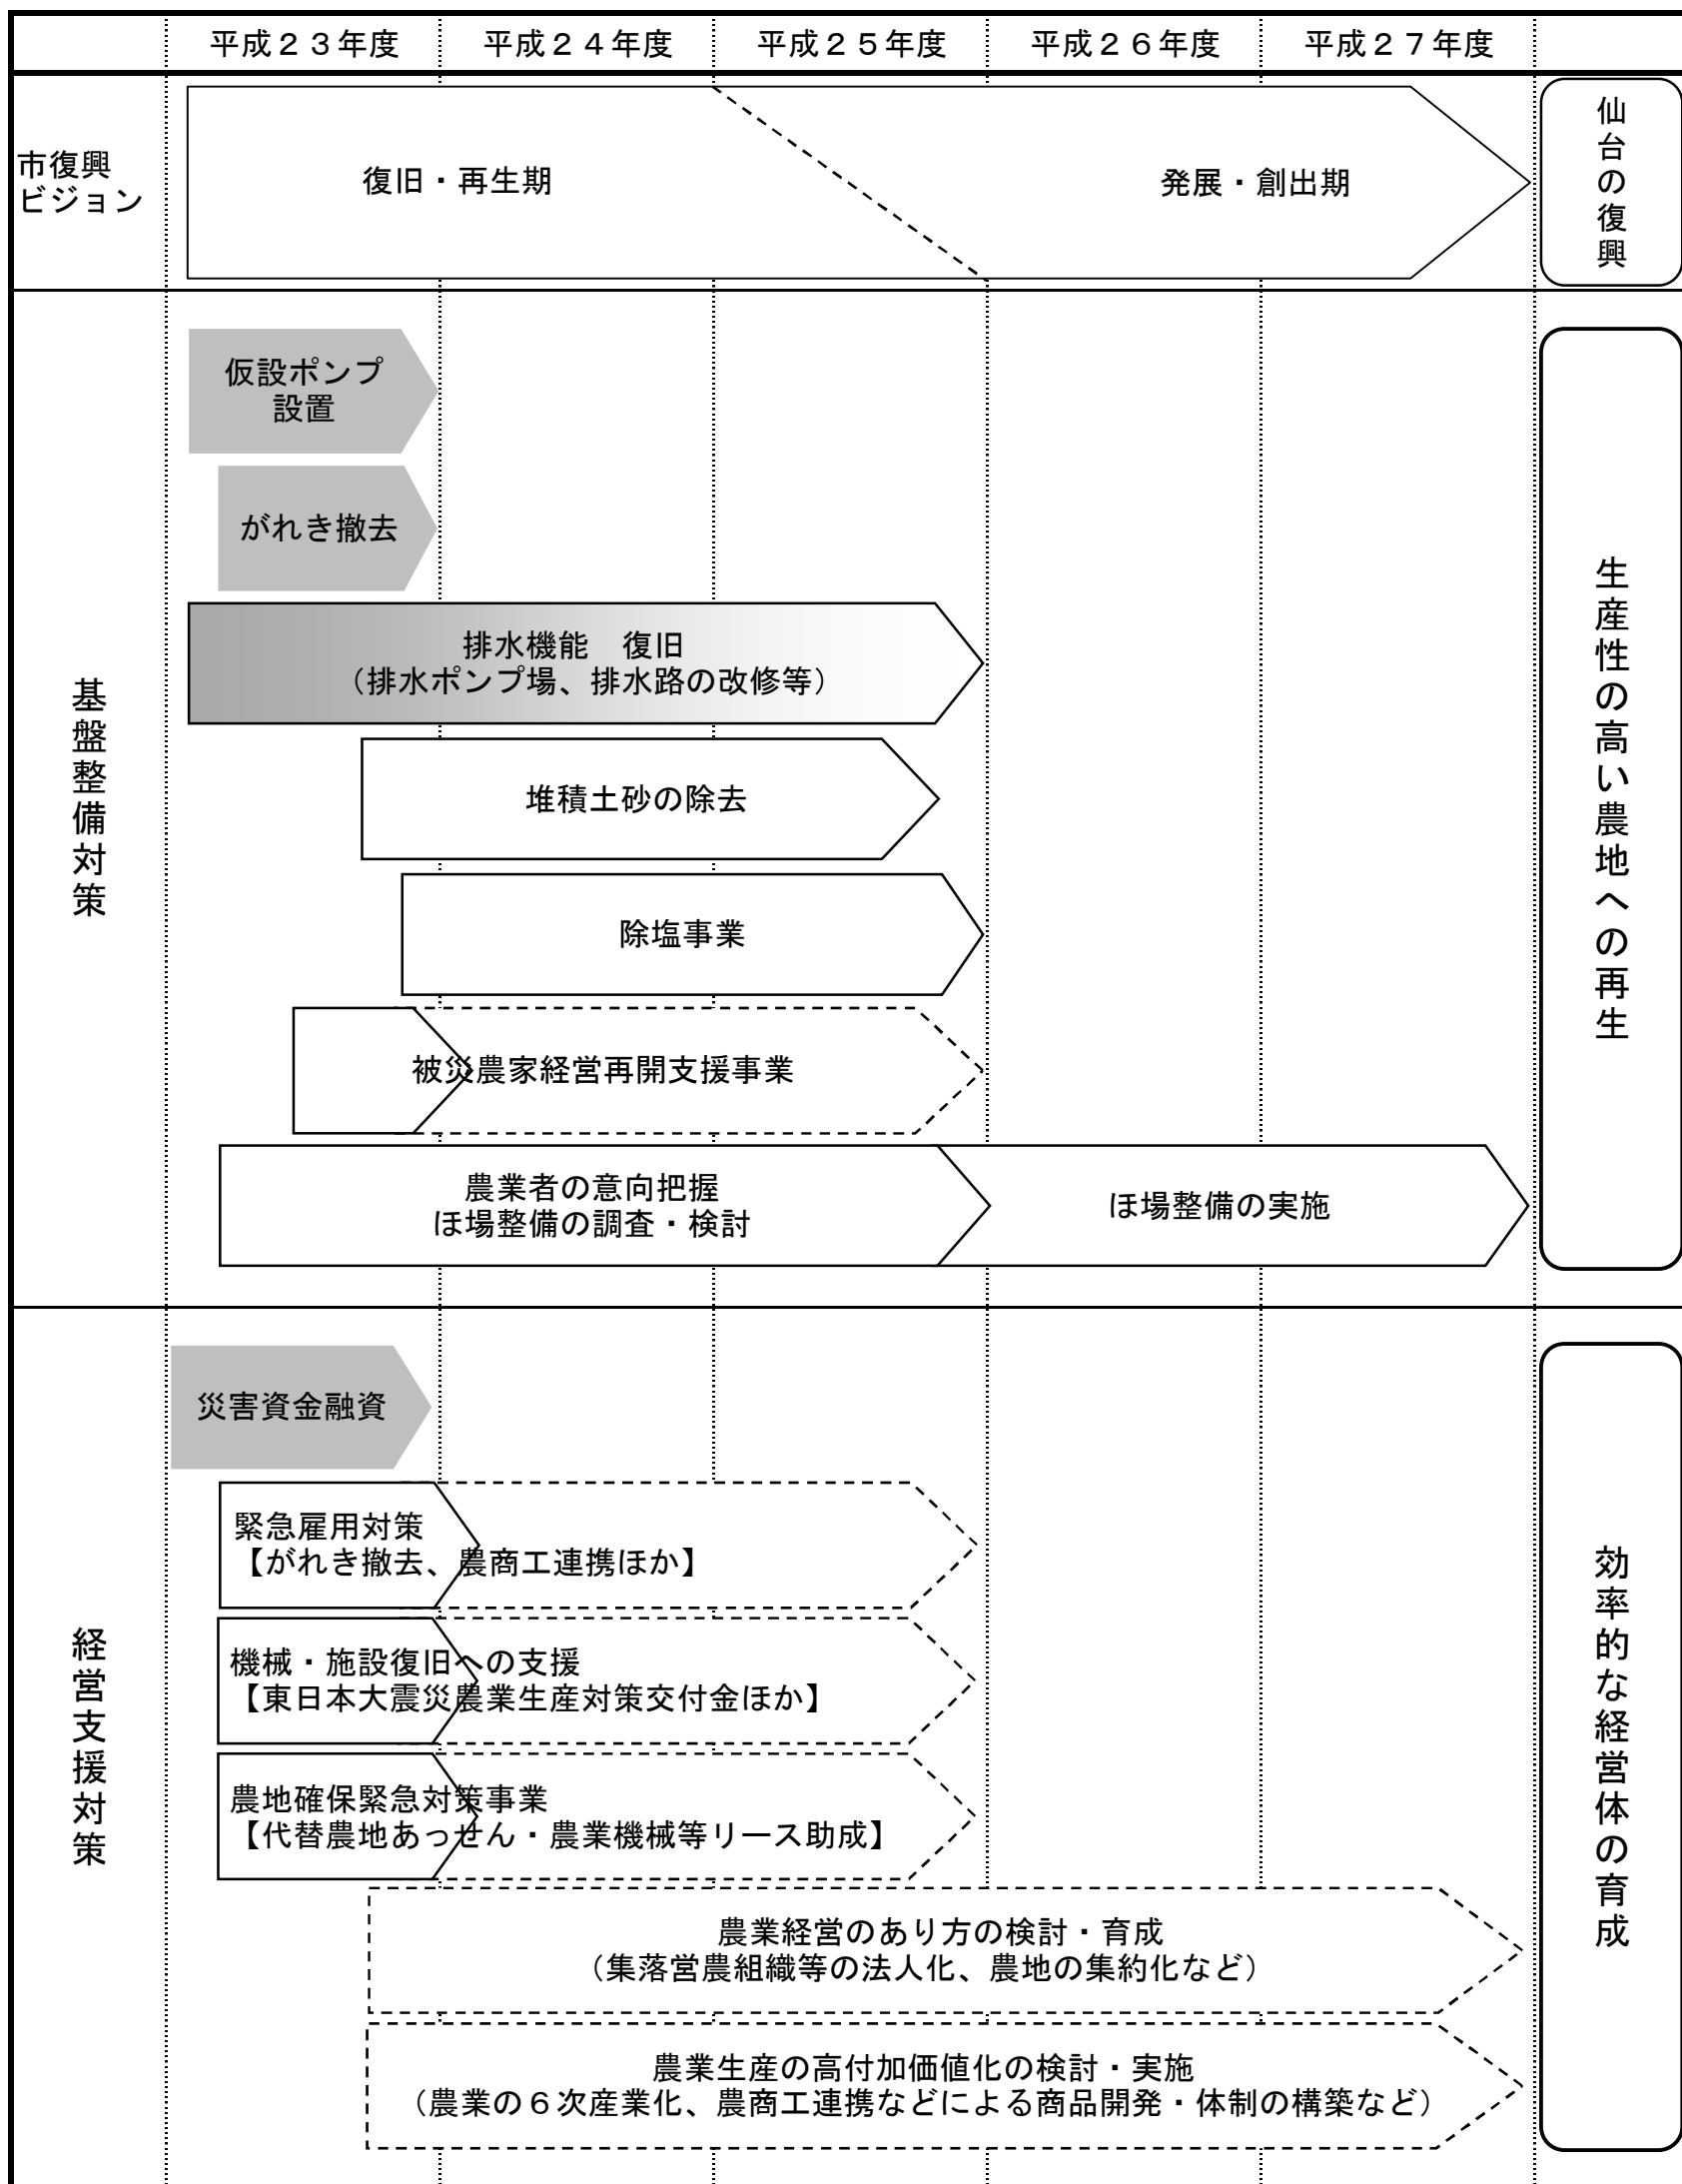 平成２３年度
平成２４年度
平成２５年度
平成２６年度
平成２７年度
市復興
ビジョン
復旧・再生期
発展・創出期
仙台の復興
基盤整備対策
仮設ポンプ
設置
がれき撤去
排水機能　復旧
（排水ポンプ場、排水路の改修等）
堆積土砂の除去
除塩事業
被災農家経営再開支援事業
農業者の意向把握
ほ場整備の調査・検討
ほ場整備の実施
生産性の高い農地への再生
経営支援対策
災害資金融資
緊急雇用対策
【がれき撤去、農商工連携ほか】
機械・施設復旧への支援
【東日本大震災農業生産対策交付金ほか】
農地確保緊急対策事業
【代替農地あっせん・農業機械等リース助成】
農業経営のあり方の検討・育成
（集落営農組織等の法人化、農地の集約化など）
農業生産の高付加価値化の検討・実施
（農業の６次産業化、農商工連携などによる商品開発・体制の構築など）
効率的な経営体の育成